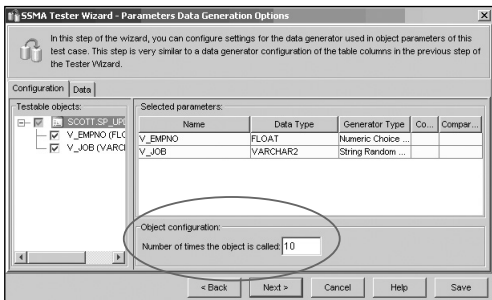 SSMA Tester Wizard - Parameters Data Generation Options
In this step of the wizard, you can configure settings for the data generator used in object parameters of this
test case. This step is very similar to a data generator configuration of the table columns in the previous step of
the Tester Wizard.
Configuration Data
Testable objects:
SCOTT.SP_UPD
V_EMPNO (FLO
V_JOB (VARCH
Selected parameters:
Name Data Type Generator Type Co... Compar...
V_EMPNO FLOAT Numeric Choice ...
V_JOB VARCHAR2 String Random ...
Object configuration:
Number of times the object is called: 10
< Back Next > Cancel Help Save